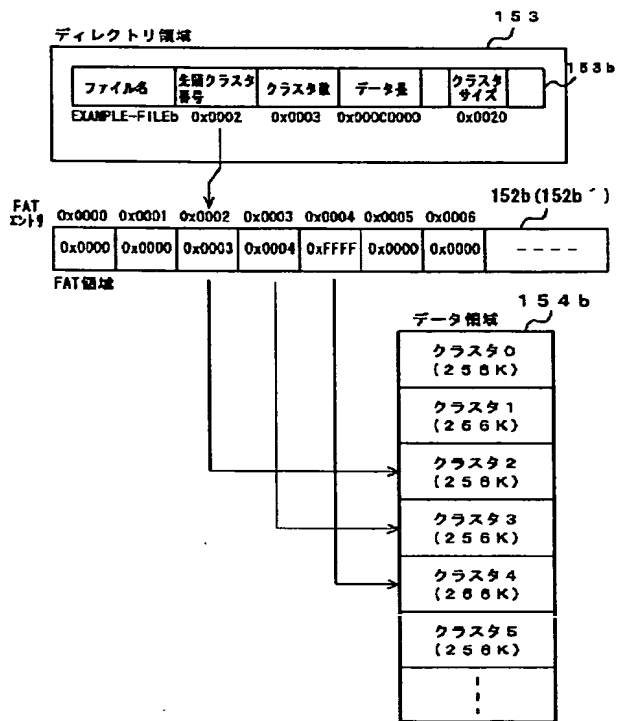 153
ディレクトリ領域
153b
ファイル名 先頭クラスタ番号 クラスタ数 データ量 クラスタサイズ
EXAMPLE-FILEb 0x0002 0x0003 0x000C0000 0x0020
152b(152b´)
FATエントリ 0x0000 0x0001 0x0002 0x0003 0x0004 0x0005 0x0006
0x0000 0x0000 0x0003 0x0004 0xFFFF 0x0000 0x0000 ----
FAT領域
154b
データ領域
クラスタ0
(256K)
クラスタ1
(256K)
クラスタ2
(256K)
クラスタ3
(256K)
クラスタ4
(256K)
クラスタ5
(256K)